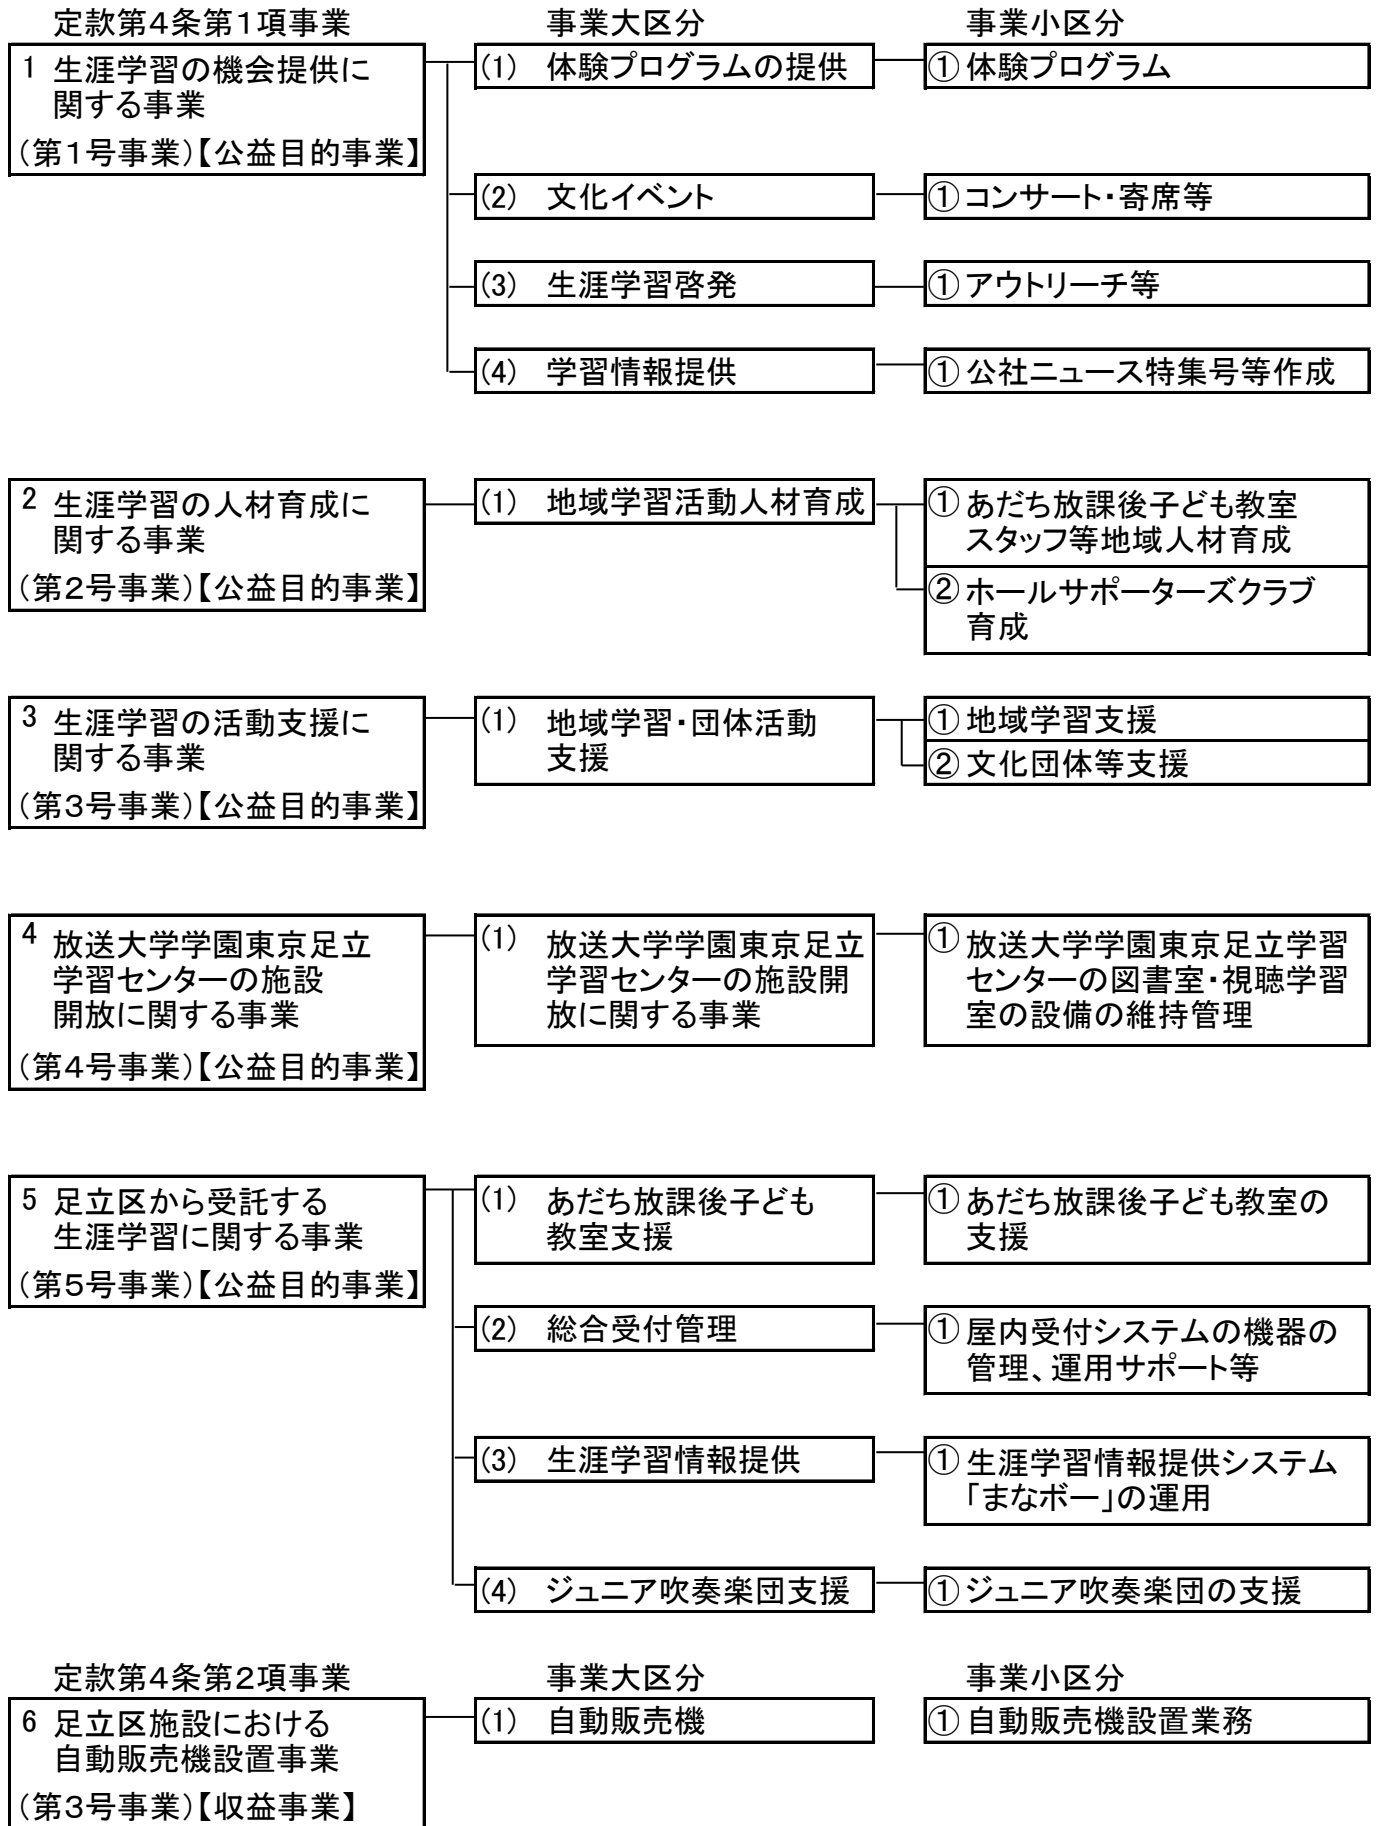 定款第4条第1項事業 事業大区分 事業小区分
1 生涯学習の機会提供に
関する事業
(第1号事業)【公益目的事業】
(1) 体験プログラムの提供
① 体験プログラム
(2) 文化イベント
① コンサート・寄席等
(3) 生涯学習啓発
① アウトリーチ等
(4) 学習情報提供
① 公社ニュース特集号等作成
2 生涯学習の人材育成に
関する事業
(第2号事業)【公益目的事業】
(1) 地域学習活動人材育成
① あだち放課後子ども教室
スタッフ等地域人材育成
② ホールサポーターズクラブ
育成
3 生涯学習の活動支援に
関する事業
(第3号事業)【公益目的事業】
(1) 地域学習・団体活動
支援
① 地域学習支援
② 文化団体等支援
4 放送大学学園東京足立
学習センターの施設
開放に関する事業
(第4号事業)【公益目的事業】
(1) 放送大学学園東京足立
学習センターの施設開
放に関する事業
① 放送大学学園東京足立学習
センターの図書室・視聴学習
室の設備の維持管理
5 足立区から受託する
生涯学習に関する事業
(第5号事業)【公益目的事業】
(1) あだち放課後子ども
教室支援
① あだち放課後子ども教室の
支援
(2) 総合受付管理
① 屋内受付システムの機器の
管理、運用サポート等
(3) 生涯学習情報提供
① 生涯学習情報提供システム
「まなボー」の運用
(4) ジュニア吹奏楽団支援
① ジュニア吹奏楽団の支援
定款第4条第2項事業 事業大区分 事業小区分
6 足立区施設における
自動販売機設置事業
(第3号事業)【収益事業】
(1) 自動販売機
① 自動販売機設置業務